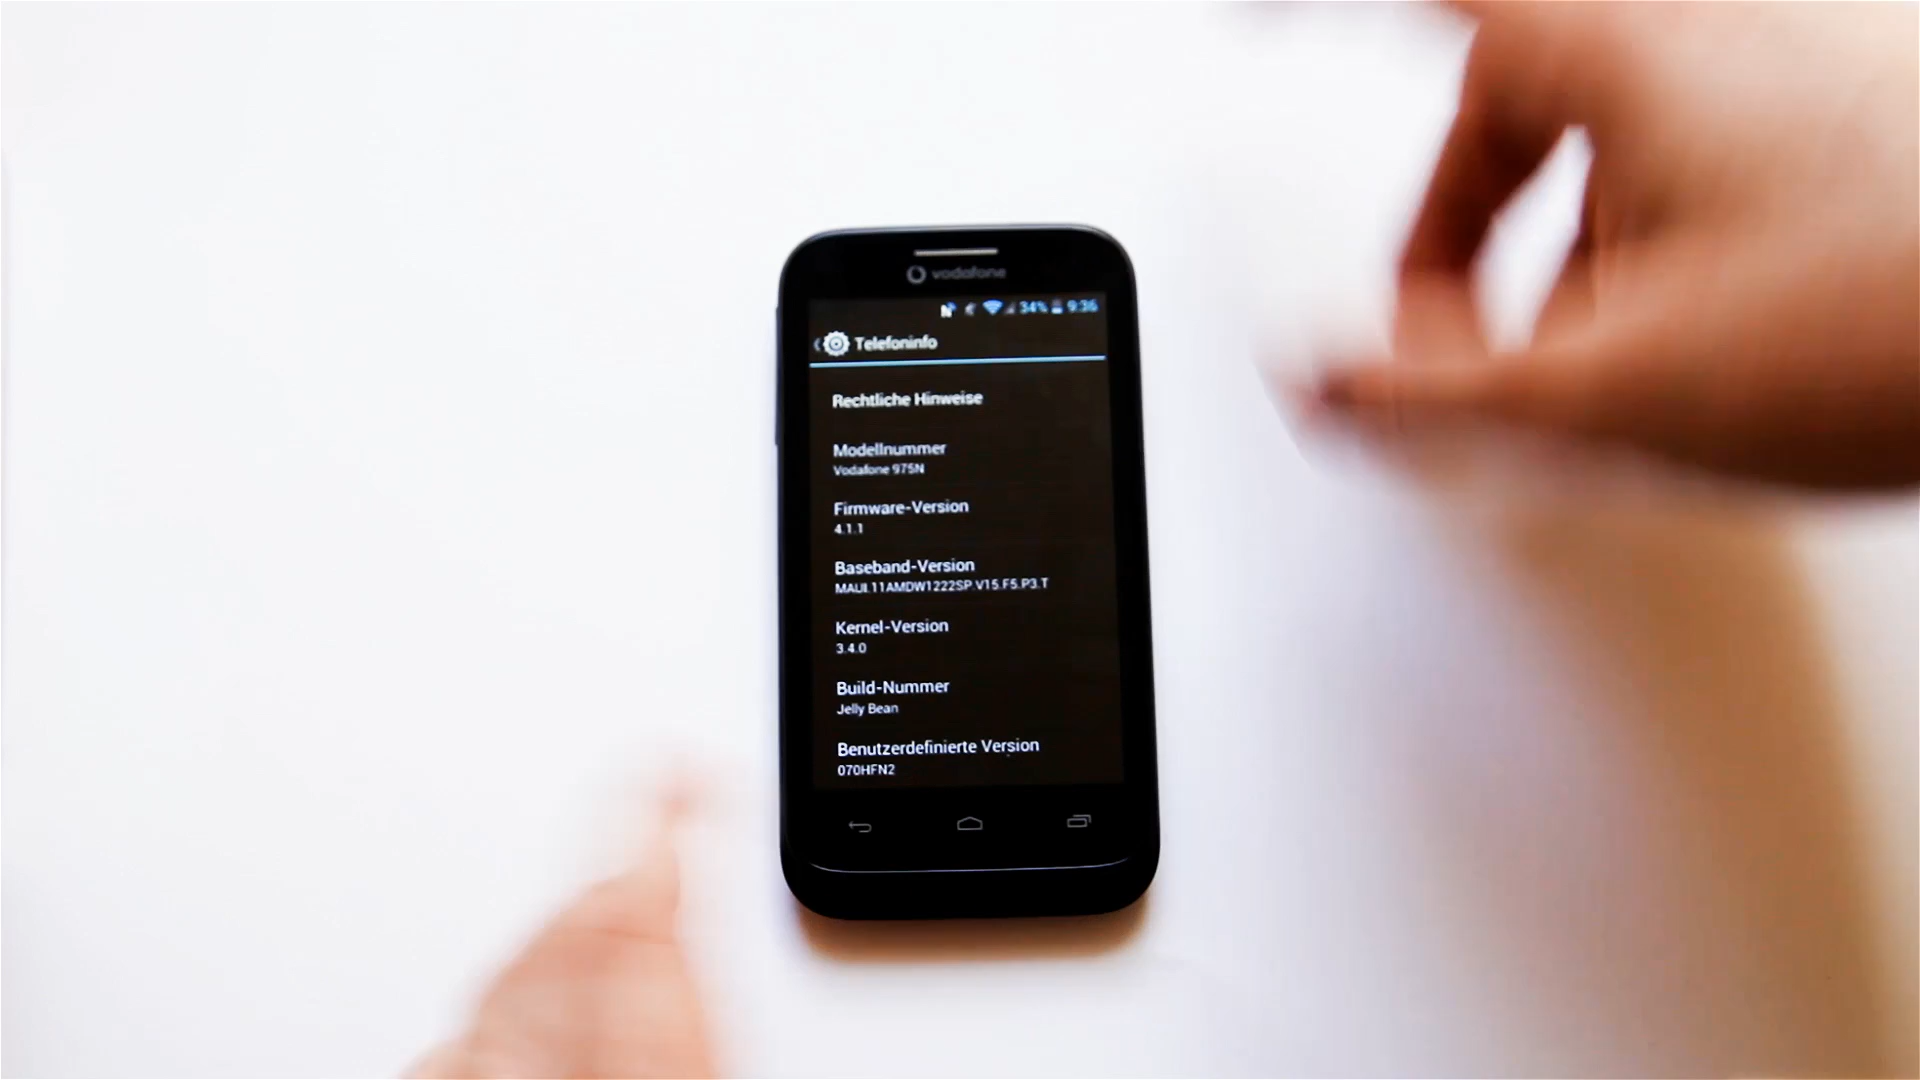 vodafone
34% 9:36
Telefoninfo
Rechtliche Hinweise
Modellnummer
Vodafone 975N
Firmware-Version
4.1.1
Baseband-Version
MAUI.11AMDW1222SP.V15.F5.P3.T
Kernel-Version
3.4.0
Build-Nummer
Jelly Bean
Benutzerdefinierte Version
070HFN2